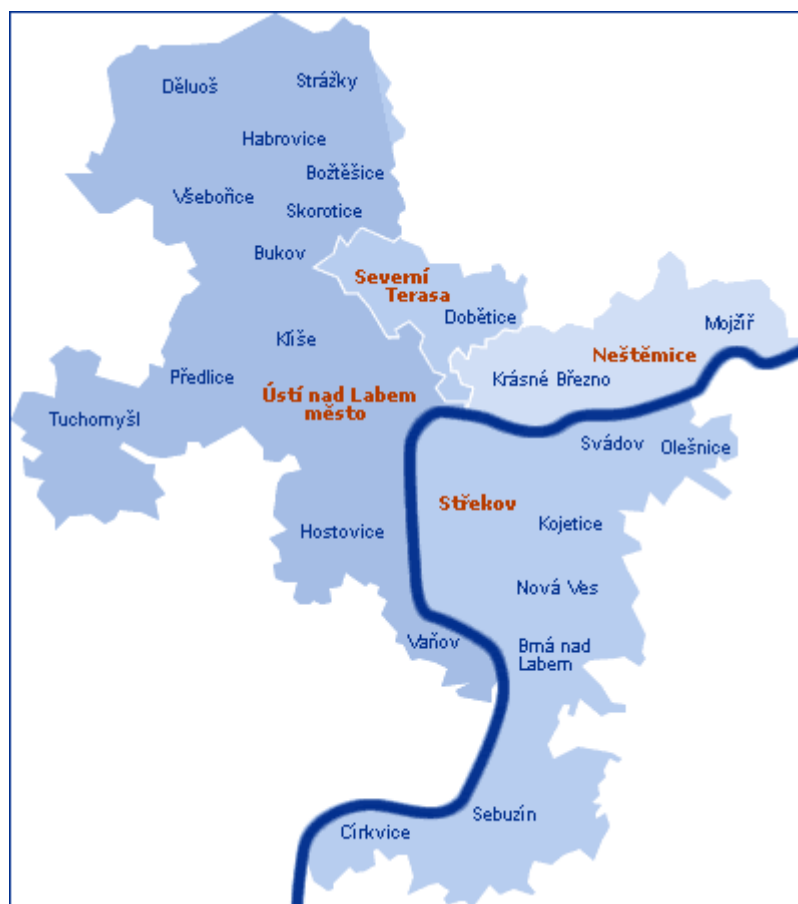 Děluoš
Strážky
Habrovice
Božtěšice
Všebořice
Skorotice
Bukov
Severní
Terasa
Dobětice
Mojžíř
Klíše
Neštěmice
Předlice
Krásné Březno
Ústí nad Labem
město
Tuchomyšl
Svádov
Olešnice
Střekov
Kojetice
Hostovice
Nová Ves
Vaňov
Brná nad
Labem
Sebuzín
Církvice